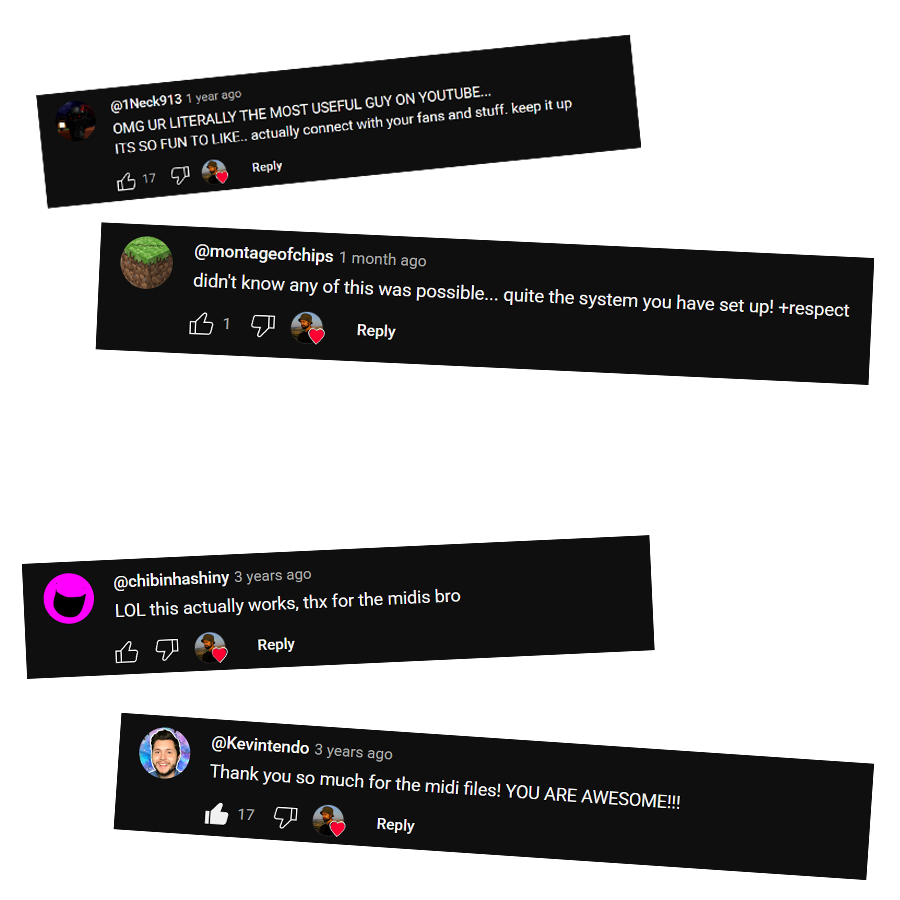 @1Neck913 1 year ago
OMG UR LITERALLY THE MOST USEFUL GUY ON YOUTUBE...
ITS SO FUN TO LIKE.. actually connect with your fans and stuff. keep it up
17 Reply
@montageofchips 1 month ago
didn't know any of this was possible... quite the system you have set up! +respect
1 Reply
@chibinhashiny 3 years ago
LOL this actually works, thx for the midis bro
Reply
@Kevintendo 3 years ago
Thank you so much for the midi files! YOU ARE AWESOME!!!
17 Reply